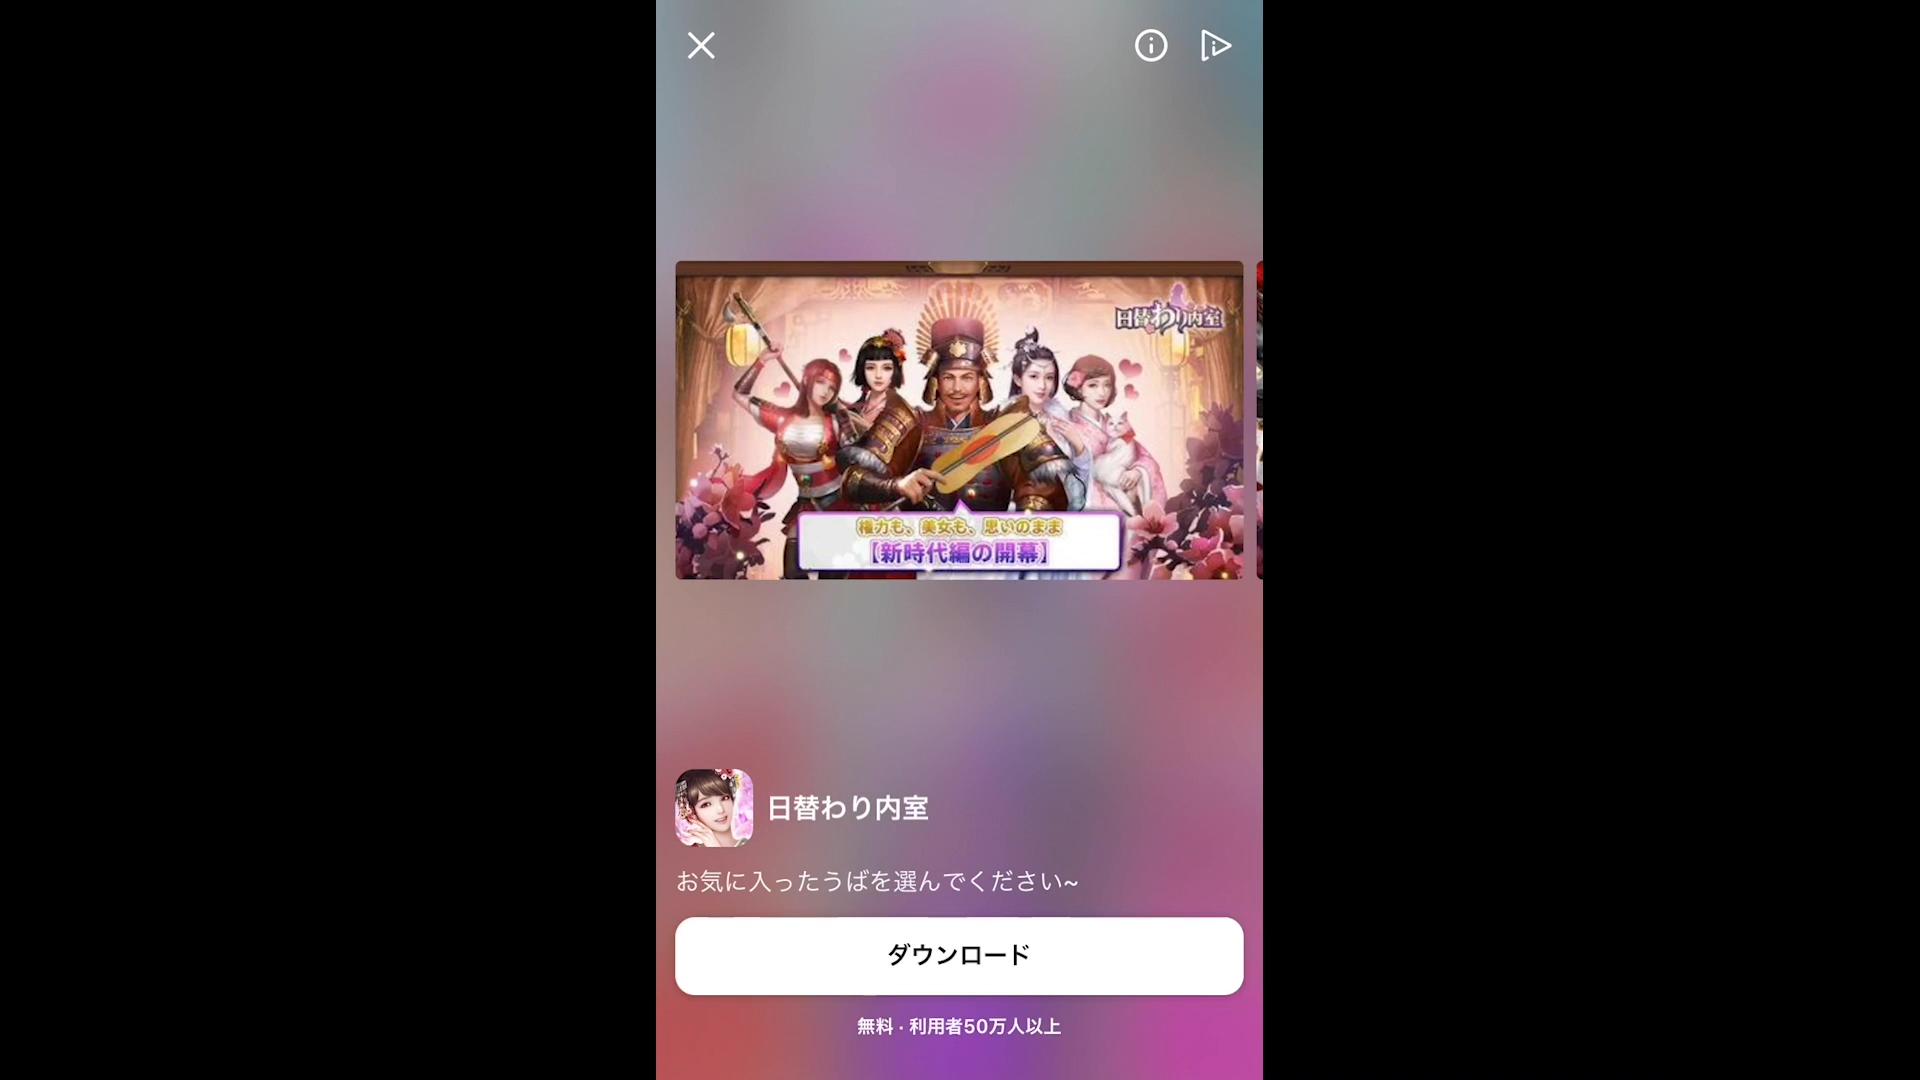 日替わり内室
権力も、美女も、思いのまま
【新時代編の開幕】
日替わり内室
お気に入ったうばを選んでください~
ダウンロード
無料 · 利用者50万人以上